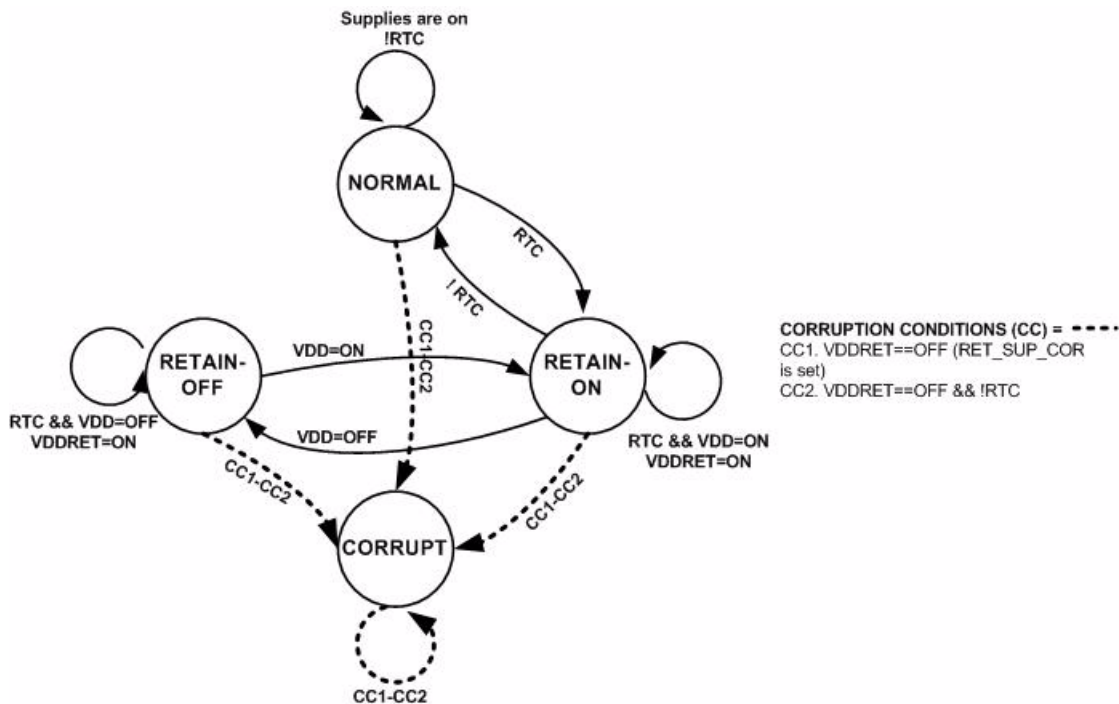 Supplies are on
!RTC
NORMAL
RTC
! RTC
CC1-CC2
RETAIN-
OFF
VDD=ON
RETAIN-
ON
VDD=OFF
RTC && VDD=OFF
VDDRET=ON
RTC && VDD=ON
VDDRET=ON
CC1-CC2
CC1-CC2
CORRUPT
CC1-CC2
CORRUPTION CONDITIONS (CC) =
CC1. VDDRET==OFF (RET_SUP_COR
is set)
CC2. VDDRET==OFF && !RTC